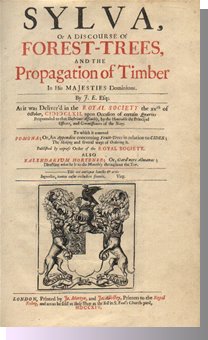 SYLVA,
Or A DISCOURSE Of
FOREST-TREES,
AND THE
Propagation of Timber
In His MAJESTIES Dominions.
By J. E. Esq;
As it was Deliver'd in the ROYAL SOCIETY the
upon Occasion of certain Quæries
Propounded to that Illustrious Assembly, by the Honorable the Principal
Officers, and Commissioners of the Navy.
To which is annexed
POMONA; Or, An Appendix concerning Fruit-Trees in relation to CIDER;
The Making and several ways of Ordering it.
Published by express Order of the ROYAL SOCIETY.
ALSO
KALENDARIUM HORTENSE; Or, Gard'ners Almanac;
Directing what he is to do Monethly throughout the Year.
Tibi res antiquæ laudis & artis
Ingredior, tantos ausus recludere fonteis. Virg.
LONDON, Printed by Jo. Martyn, and Ja. Allestry, Printers to the Royal
Society, and are to be sold at their Shop at the Bell in S. Paul's Church-yard,
MDCLXIV.